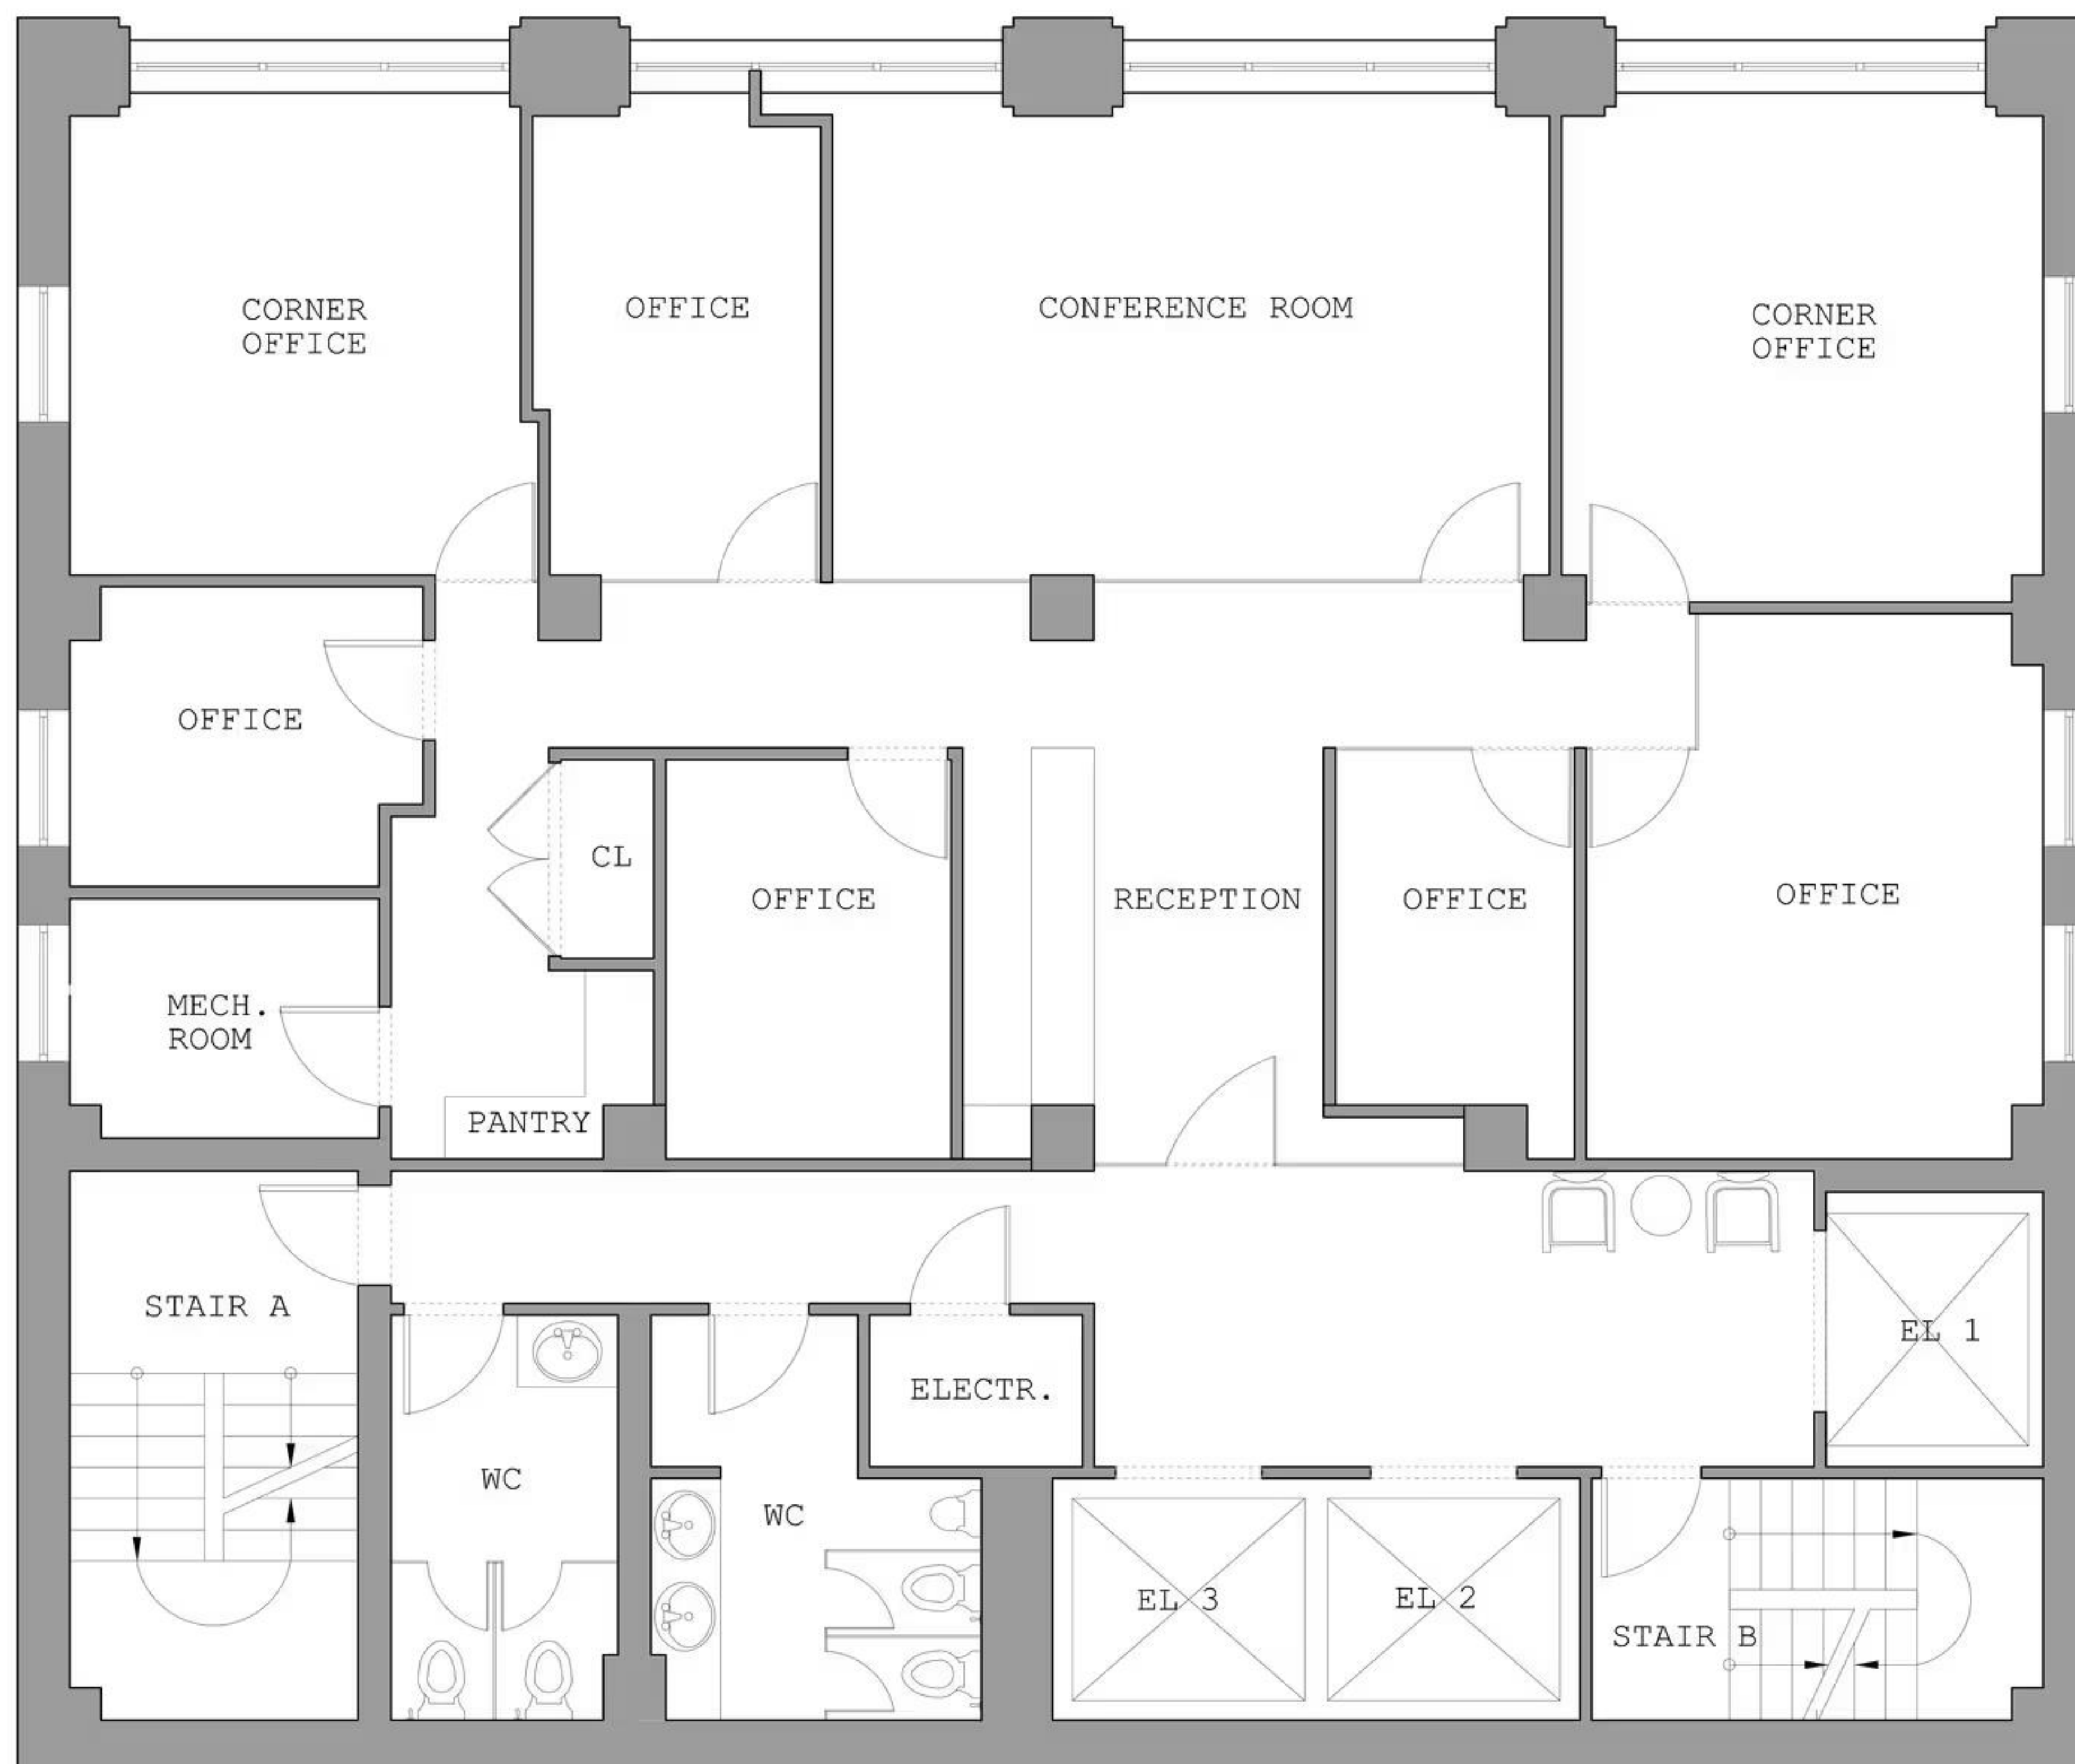 CORNER
OFFICE
OFFICE
CONFERENCE ROOM
CORNER
OFFICE
OFFICE
CL
OFFICE
RECEPTION
OFFICE
OFFICE
MECH.
ROOM
PANTRY
STAIR A
EL 1
ELECTR.
WC
WC
EL 3
EL 2
STAIR B